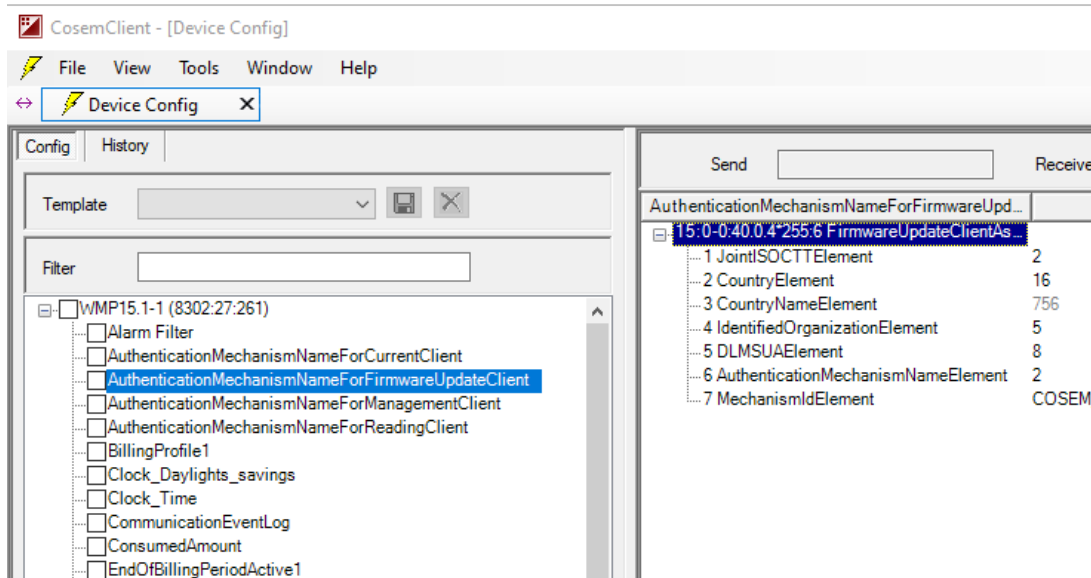 CosemClient - [Device Config]
File View Tools Window Help
Device Config
Config History
Template
Filter
WMP15.1-1 (8302:27:261)
Alarm Filter
AuthenticationMechanismNameForCurrentClient
AuthenticationMechanismNameForFirmwareUpdateClient
AuthenticationMechanismNameForManagementClient
AuthenticationMechanismNameForReadingClient
BillingProfile1
Clock_Daylights_savings
Clock_Time
CommunicationEventLog
ConsumedAmount
EndOfBillingPeriodActive1
Send Receive
AuthenticationMechanismNameForFirmwareUpd...
15:0-0:40.0.4*255:6 FirmwareUpdateClientAs...
1 JointISOCTTElement 2
2 CountryElement 16
3 CountryNameElement 756
4 IdentifiedOrganizationElement 5
5 DLMSUAElement 8
6 AuthenticationMechanismNameElement 2
7 MechanismIdElement COSEM